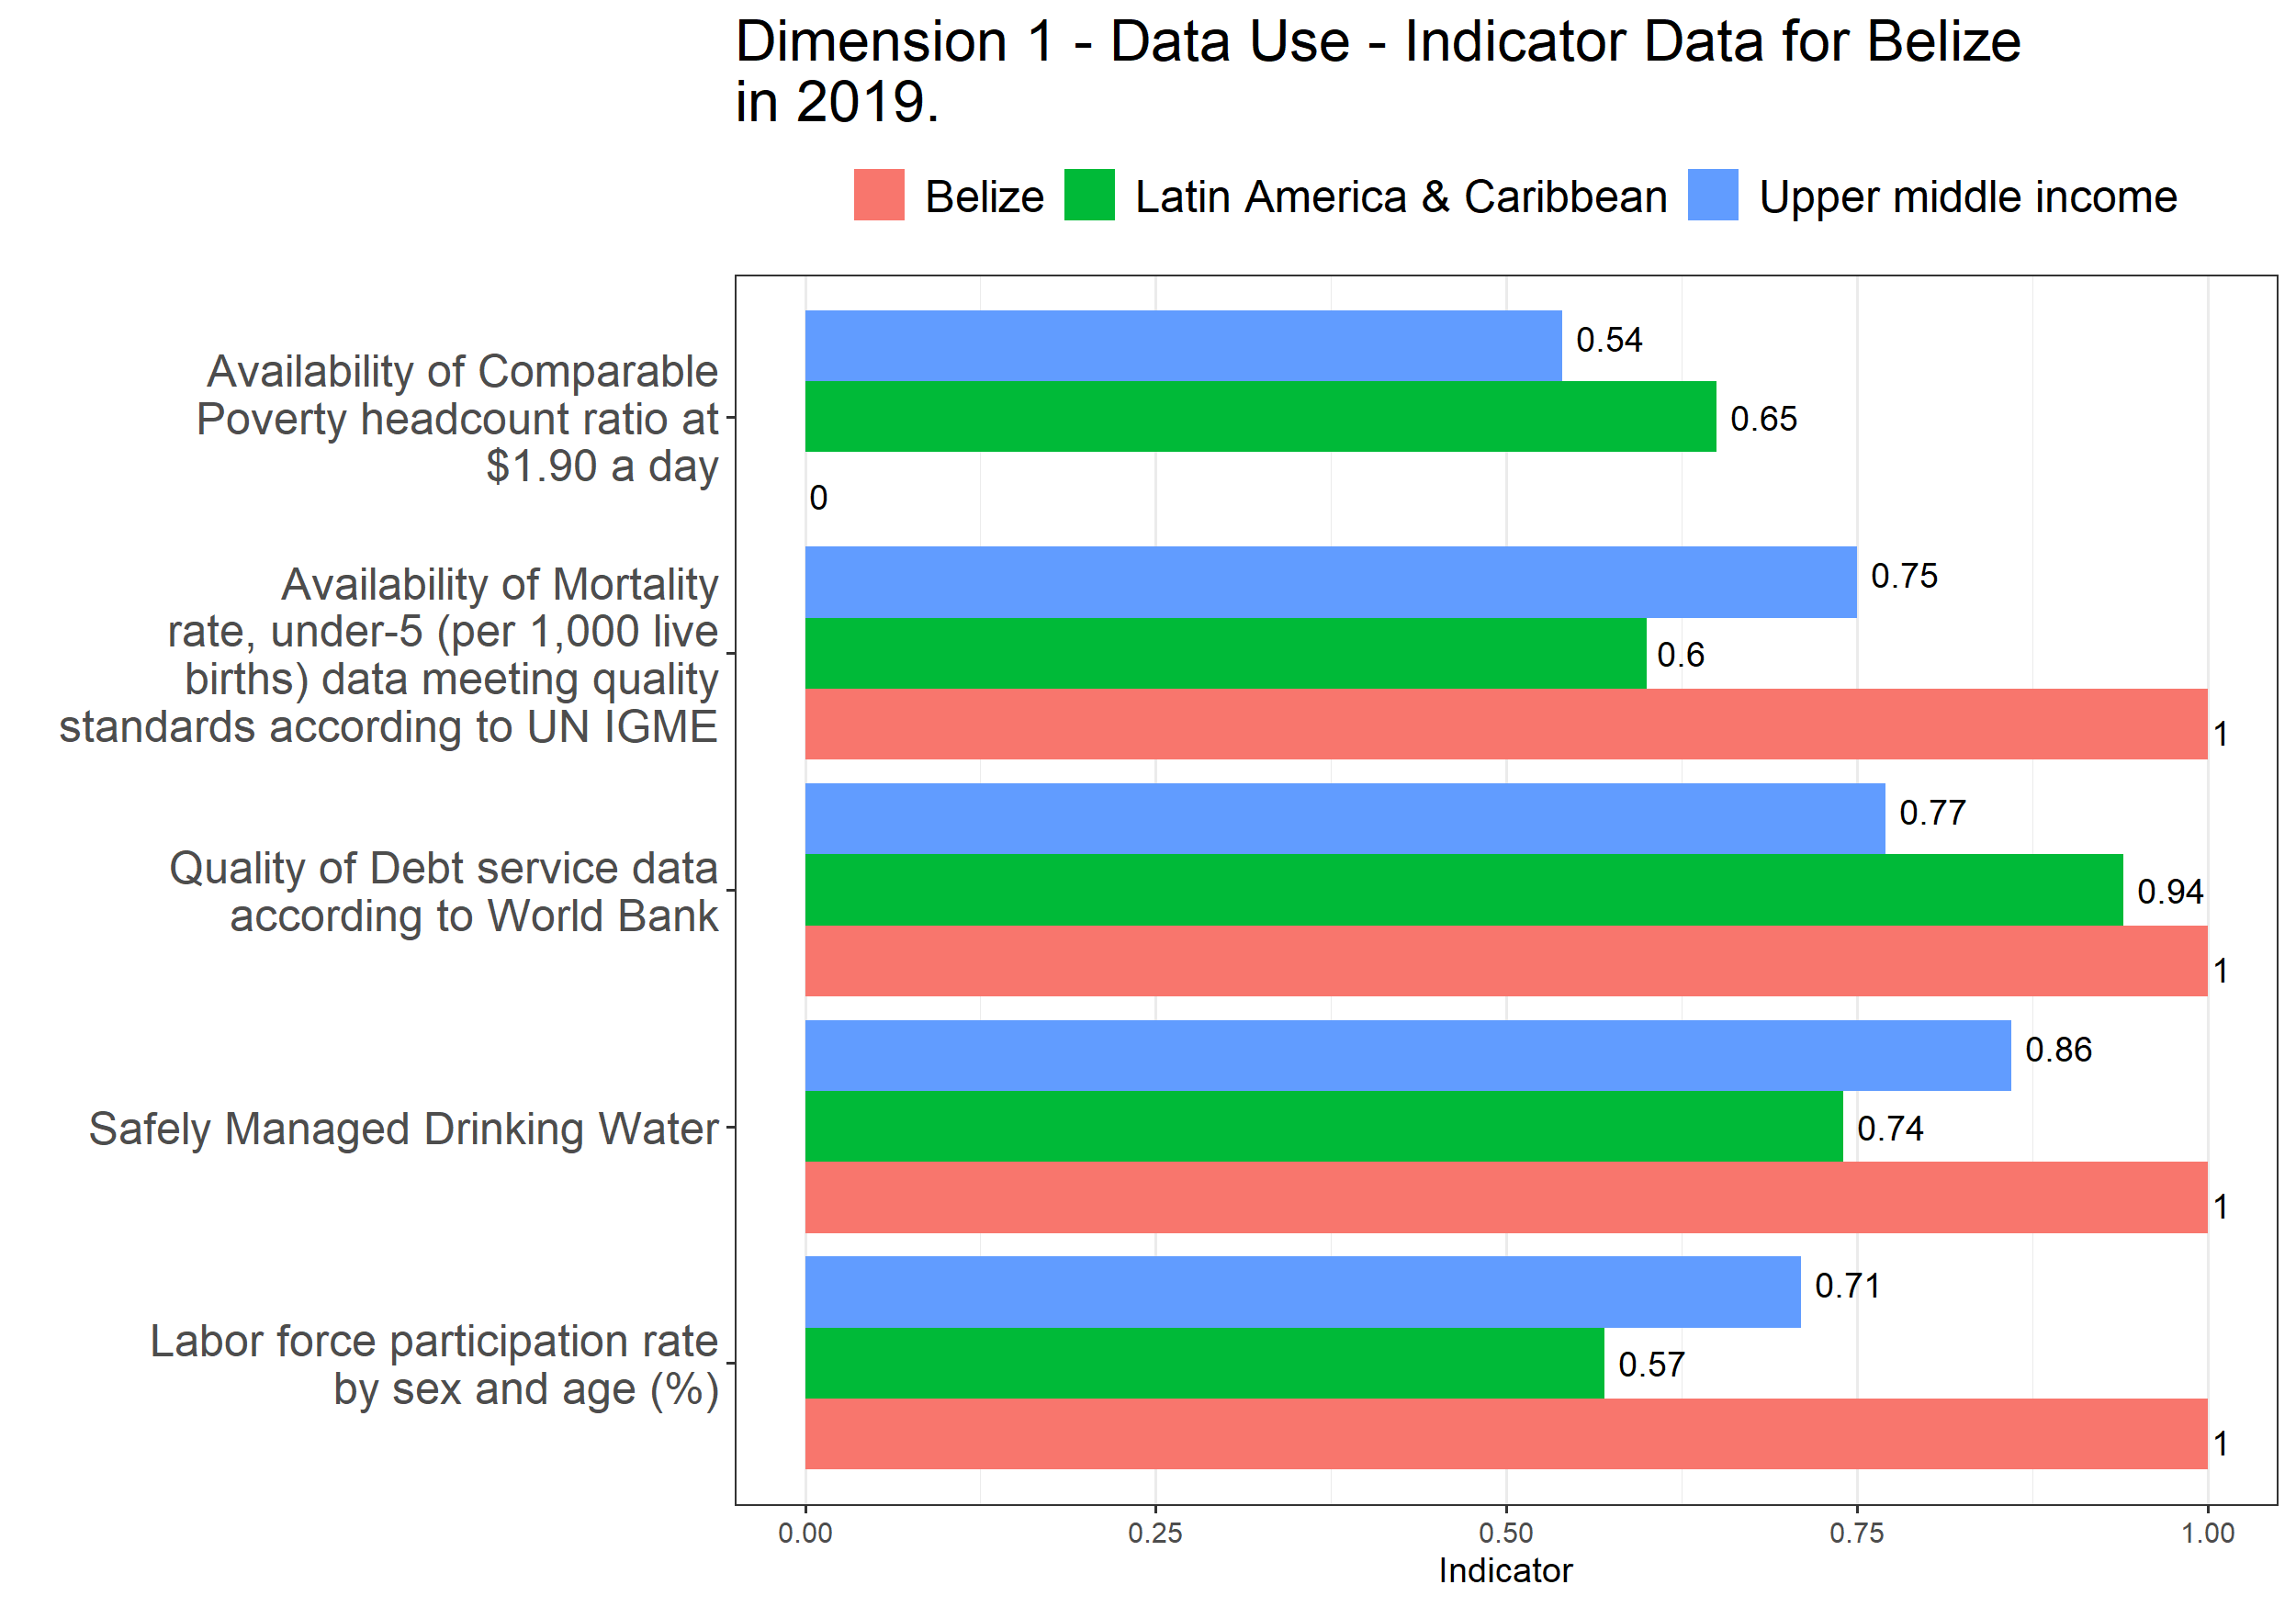 Dimension 1 - Data Use - Indicator Data for Belize
in 2019.
Belize
Latin America & Caribbean
Upper middle income
Availability of Comparable
Poverty headcount ratio at
$1.90 a day
0.54
0.65
0
Availability of Mortality
rate, under-5 (per 1,000 live
births) data meeting quality
standards according to UN IGME
0.75
0.6
1
Quality of Debt service data
according to World Bank
0.77
0.94
1
Safely Managed Drinking Water
0.86
0.74
1
Labor force participation rate
by sex and age (%)
0.71
0.57
1
0.00
0.25
0.50
0.75
1.00
Indicator